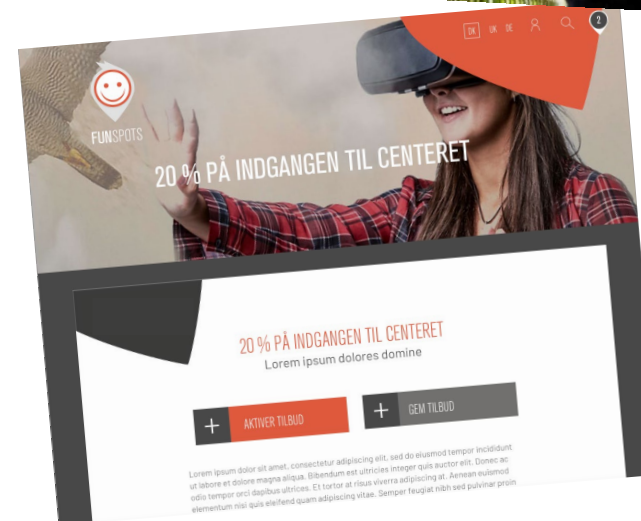 DK UK DE
2
FUNSPOTS
20 % PÅ INDGANGEN TIL CENTERET
20 % PÅ INDGANGEN TIL CENTERET
Lorem ipsum dolores domine
+ AKTIVER TILBUD
+ GEM TILBUD
Lorem ipsum dolor sit amet, consectetur adipiscing elit, sed do eiusmod tempor incididunt
ut labore et dolore magna aliqua. Bibendum est ultricies integer quis auctor elit. Donec ac
odio tempor orci dapibus ultrices. Et tortor at risus viverra adipiscing at. Aenean euismod
elementum nisi quis eleifend quam adipiscing vitae. Semper feugiat nibh sed pulvinar proin